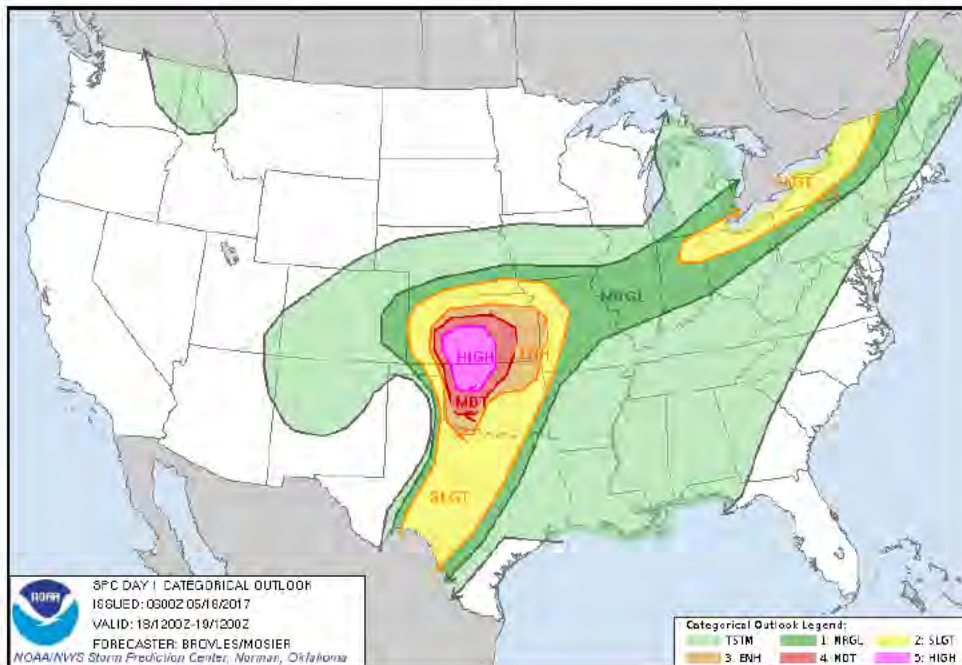 SLGT
MRGL
HIGH
ENH
MDT
SLGT
NOAA
SPC DAY 1 CATEGORICAL OUTLOOK
ISSUED: 0600Z 05/18/2017
VALID: 18/1200Z-19/1200Z
FORECASTER: BROYLES/MOSIER
NOAA/NWS Storm Prediction Center, Norman, Oklahoma
Categorical Outlook Legend:
TSTM 1: MRGL 2: SLGT
3: ENH 4: MDT 5: HIGH